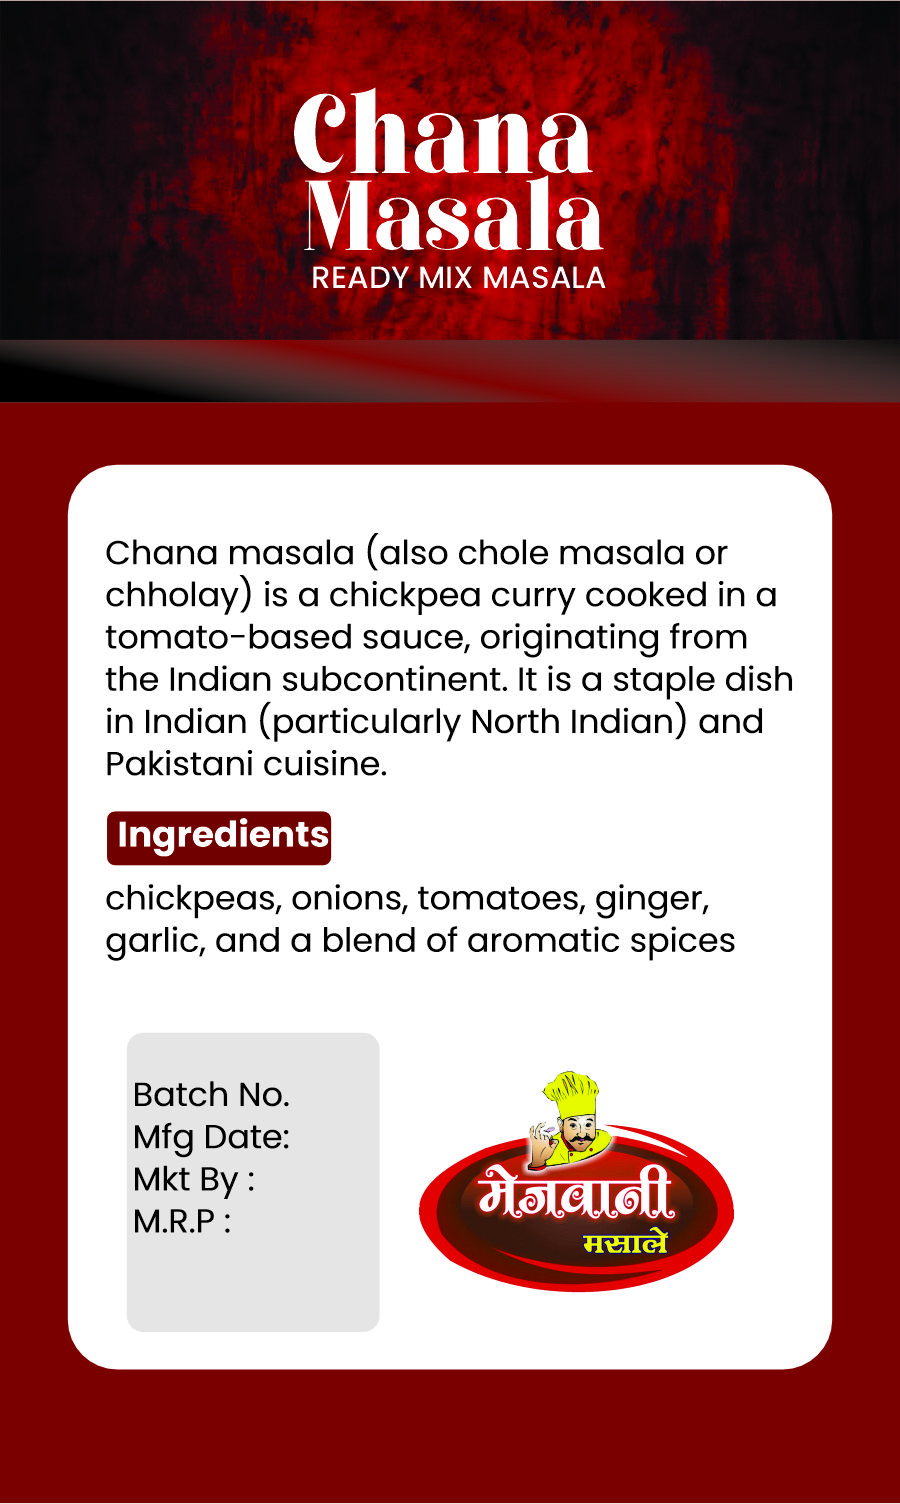 Chana
Masala
READY MIX MASALA
Chana masala (also chole masala or
chholay) is a chickpea curry cooked in a
tomato-based sauce, originating from
the Indian subcontinent. It is a staple dish
in Indian (particularly North Indian) and
Pakistani cuisine.
Ingredients
chickpeas, onions, tomatoes, ginger,
garlic, and a blend of aromatic spices
Batch No.
Mfg Date:
Mkt By :
M.R.P :
मेजवानी
मसाले